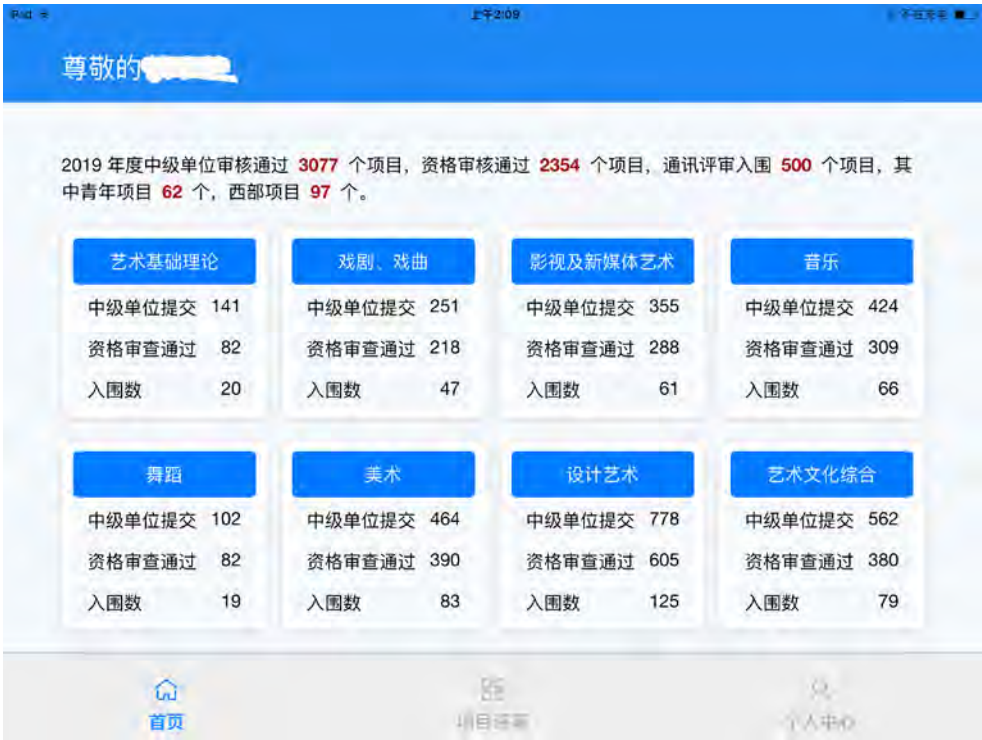 iPad 上午2:09 不在充电
尊敬的
2019 年度中级单位审核通过 3077 个项目，资格审核通过 2354 个项目，通讯评审入围 500 个项目，其
中青年项目 62 个，西部项目 97 个。
艺术基础理论 戏剧、戏曲 影视及新媒体艺术 音乐
中级单位提交 141 中级单位提交 251 中级单位提交 355 中级单位提交 424
资格审查通过 82 资格审查通过 218 资格审查通过 288 资格审查通过 309
入围数 20 入围数 47 入围数 61 入围数 66
舞蹈 美术 设计艺术 艺术文化综合
中级单位提交 102 中级单位提交 464 中级单位提交 778 中级单位提交 562
资格审查通过 82 资格审查通过 390 资格审查通过 605 资格审查通过 380
入围数 19 入围数 83 入围数 125 入围数 79
首页 个人中心